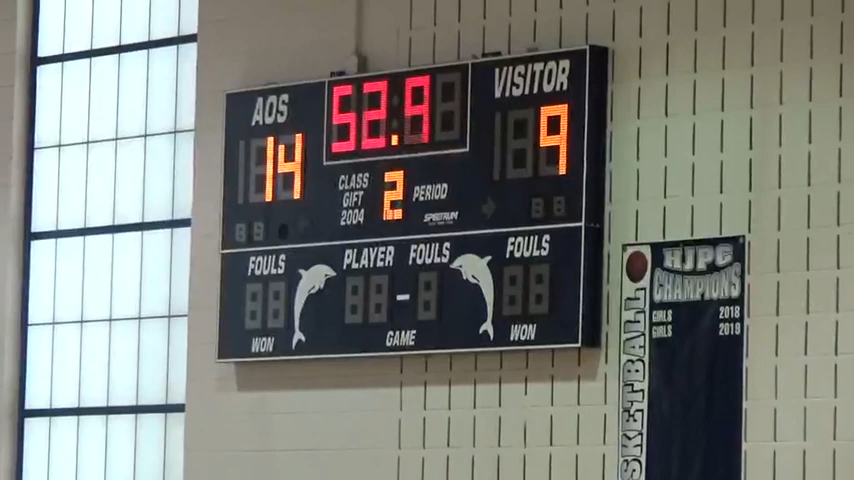 AOS 52.9 VISITOR
14 9
CLASS
GIFT
2004
2 PERIOD
SPECTRUM
FOULS PLAYER - FOULS FOULS
WON GAME WON
HJPC
CHAMPIONS
GIRLS 2018
GIRLS 2019
SKETBALL